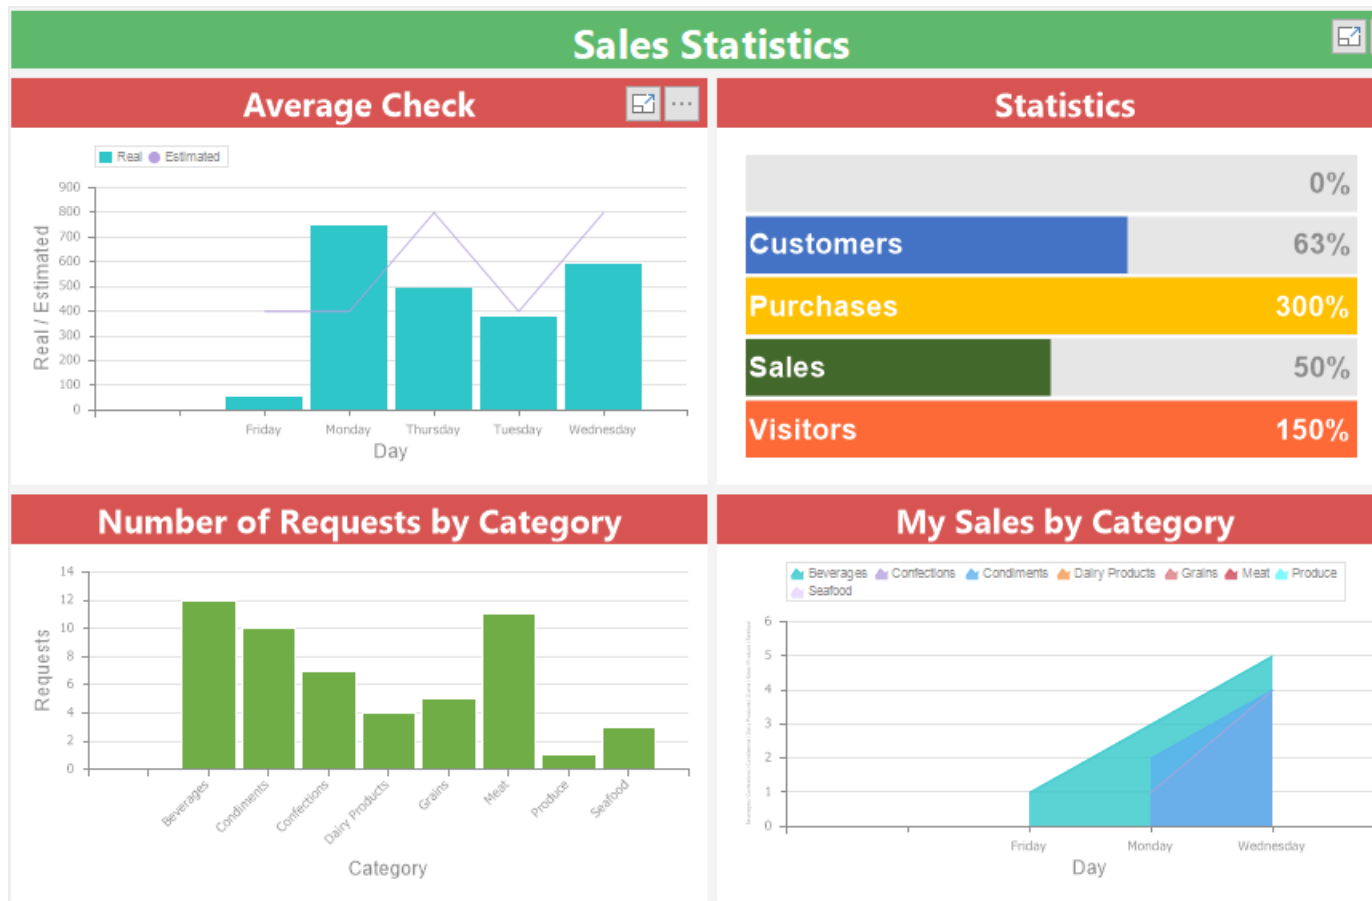 Sales Statistics
Average Check
...
Real Estimated
900
800
700
600
500
400
300
200
100
0
Real / Estimated
Friday Monday Thursday Tuesday Wednesday
Day
Statistics
0%
Customers 63%
Purchases 300%
Sales 50%
Visitors 150%
Number of Requests by Category
14
12
10
8
6
4
2
0
Requests
Beverages Condiments Confections Dairy Products Grains Meat Produce Seafood
Category
My Sales by Category
Beverages Confections Condiments Dairy Products Grains Meat Produce
Seafood
6
5
4
3
2
1
0
Friday Monday Wednesday
Day